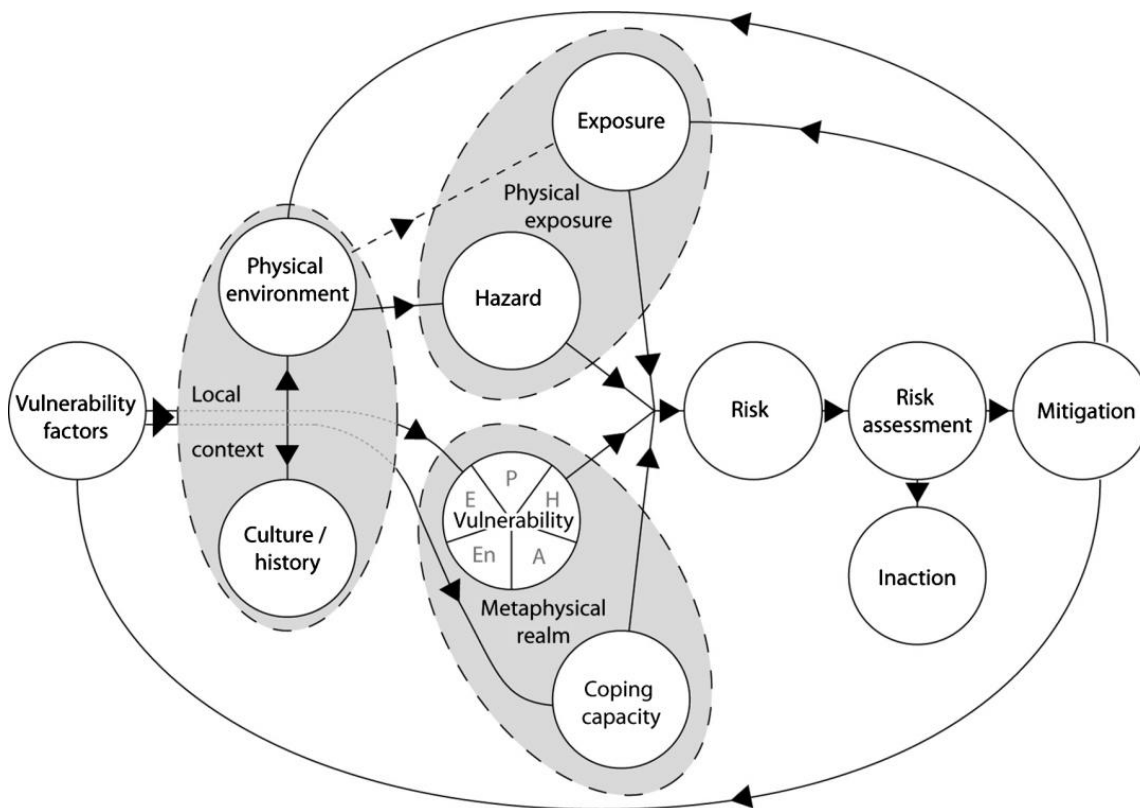 Exposure
Physical
exposure
Physical
environment
Hazard
Vulnerability
factors
Local
context
Culture /
history
P
E
H
Vulnerability
En
A
Metaphysical
realm
Coping
capacity
Risk
Risk
assessment
Mitigation
Inaction